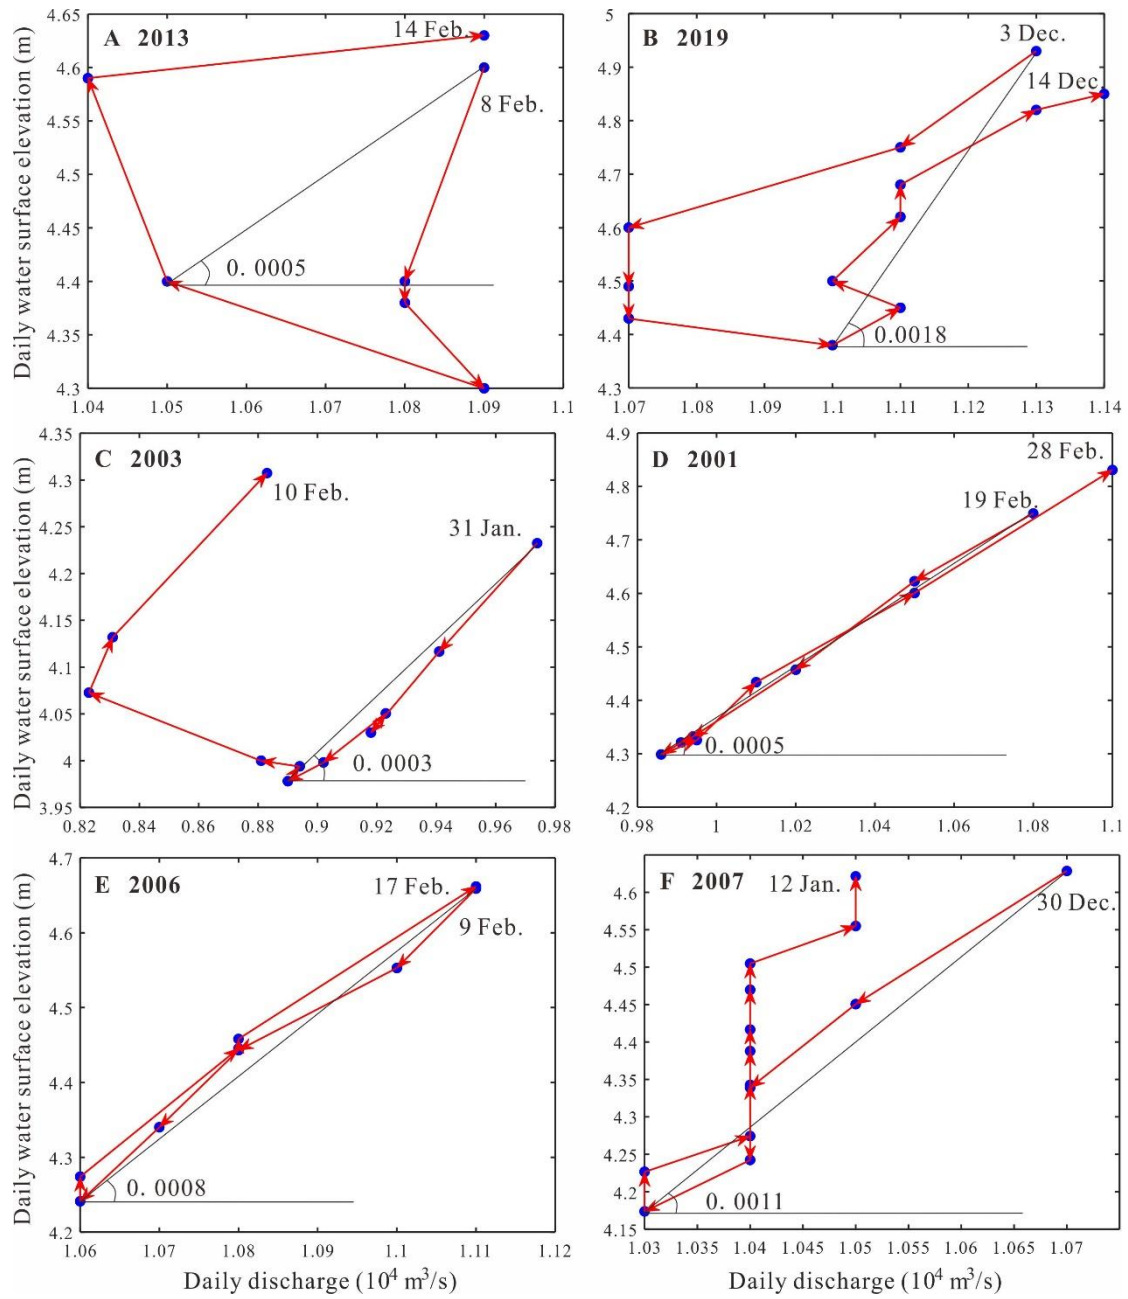 A 2013
14 Feb.
8 Feb.
0. 0005
4.65
4.6
4.55
4.5
4.45
4.4
4.35
4.3
1.04 1.05 1.06 1.07 1.08 1.09 1.1
Daily water surface elevation (m)
B 2019
3 Dec.
14 Dec.
0.0018
5
4.9
4.8
4.7
4.6
4.5
4.4
4.3
1.07 1.08 1.09 1.1 1.11 1.12 1.13 1.14
C 2003
10 Feb.
31 Jan.
0. 0003
4.35
4.3
4.25
4.2
4.15
4.1
4.05
4
3.95
0.82 0.84 0.86 0.88 0.9 0.92 0.94 0.96 0.98
Daily water surface elevation (m)
D 2001
28 Feb.
19 Feb.
0. 0005
4.9
4.8
4.7
4.6
4.5
4.4
4.3
4.2
0.98 1 1.02 1.04 1.06 1.08 1.1
E 2006
17 Feb.
9 Feb.
0. 0008
4.7
4.6
4.5
4.4
4.3
4.2
1.06 1.07 1.08 1.09 1.1 1.11 1.12
Daily water surface elevation (m)
Daily discharge (10⁴ m³/s)
F 2007
12 Jan.
30 Dec.
0. 0011
4.6
4.55
4.5
4.45
4.4
4.35
4.3
4.25
4.2
4.15
1.03 1.035 1.04 1.045 1.05 1.055 1.06 1.065 1.07
Daily discharge (10⁴ m³/s)